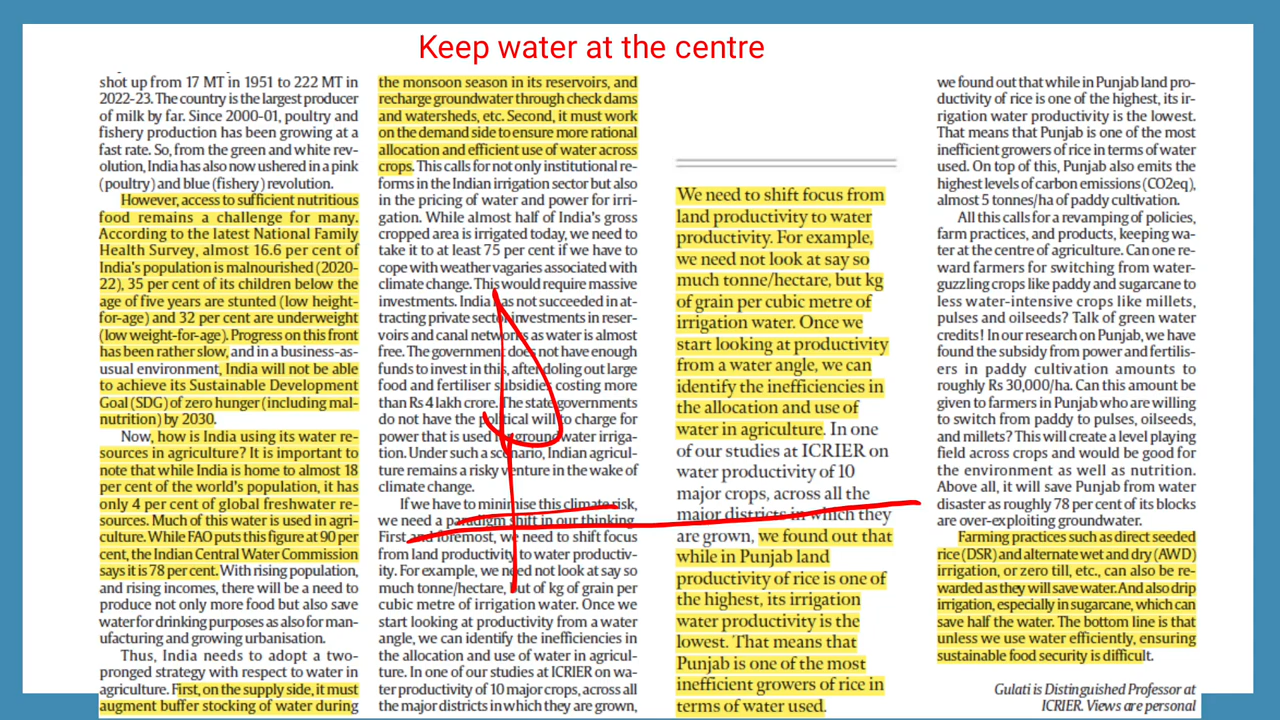 Keep water at the centre
shot up from 17 MT in 1951 to 222 MT in
2022-23. The country is the largest producer
of milk by far. Since 2000-01, poultry and
fishery production has been growing at a
fast rate. So, from the green and white rev-
olution, India has also now ushered in a pink
(poultry) and blue (fishery) revolution.
However, access to sufficient nutritious
food remains a challenge for many.
According to the latest National Family
Health Survey, almost 16.6 per cent of
India's population is malnourished (2020-
22), 35 per cent of its children below the
age of five years are stunted (low height-
for-age) and 32 per cent are underweight
(low weight-for-age). Progress on this front
has been rather slow, and in a business-as-
usual environment, India will not be able
to achieve its Sustainable Development
Goal (SDG) of zero hunger (including mal-
nutrition) by 2030.
Now, how is India using its water re-
sources in agriculture? It is important to
note that while India is home to almost 18
per cent of the world's population, it has
only 4 per cent of global freshwater re-
sources. Much of this water is used in agri-
culture. While FAO puts this figure at 90 per
cent, the Indian Central Water Commission
says it is 78 per cent. With rising population,
and rising incomes, there will be a need to
produce not only more food but also save
water for drinking purposes as also for man-
ufacturing and growing urbanisation.
Thus, India needs to adopt a two-
pronged strategy with respect to water in
agriculture. First, on the supply side, it must
augment buffer stocking of water during
the monsoon season in its reservoirs, and
recharge groundwater through check dams
and watersheds, etc. Second, it must work
on the demand side to ensure more rational
allocation and efficient use of water across
crops. This calls for not only institutional re-
forms in the Indian irrigation sector but also
in the pricing of water and power for irri-
gation. While almost half of India's gross
cropped area is irrigated today, we need to
take it to at least 75 per cent if we have to
cope with weather vagaries associated with
climate change. This would require massive
investments. India has not succeeded in at-
tracting private sector investments in reser-
voirs and canal networks as water is almost
free. The government does not have enough
funds to invest in this, after doling out large
food and fertiliser subsidies costing more
than Rs 4 lakh crore. The state governments
do not have the political will to charge for
power that is used for groundwater irriga-
tion. Under such a scenario, Indian agricul-
ture remains a risky venture in the wake of
climate change.
If we have to minimise this climate risk,
we need a paradigm shift in our thinking.
First and foremost, we need to shift focus
from land productivity to water productiv-
ity. For example, we need not look at say so
much tonne/hectare, but of kg of grain per
cubic metre of irrigation water. Once we
start looking at productivity from a water
angle, we can identify the inefficiencies in
the allocation and use of water in agricul-
ture. In one of our studies at ICRIER on wa-
ter productivity of 10 major crops, across all
the major districts in which they are grown,
We need to shift focus from
land productivity to water
productivity. For example,
we need not look at say so
much tonne/hectare, but kg
of grain per cubic metre of
irrigation water. Once we
start looking at productivity
from a water angle, we can
identify the inefficiencies in
the allocation and use of
water in agriculture. In one
of our studies at ICRIER on
water productivity of 10
major crops, across all the
major districts in which they
are grown, we found out that
while in Punjab land
productivity of rice is one of
the highest, its irrigation
water productivity is the
lowest. That means that
Punjab is one of the most
inefficient growers of rice in
terms of water used.
we found out that while in Punjab land pro-
ductivity of rice is one of the highest, its ir-
rigation water productivity is the lowest.
That means that Punjab is one of the most
inefficient growers of rice in terms of water
used. On top of this, Punjab also emits the
highest levels of carbon emissions (CO2eq),
almost 5 tonnes/ha of paddy cultivation.
All this calls for a revamping of policies,
farm practices, and products, keeping wa-
ter at the centre of agriculture. Can one re-
ward farmers for switching from water-
guzzling crops like paddy and sugarcane to
less water-intensive crops like millets,
pulses and oilseeds? Talk of green water
credits! In our research on Punjab, we have
found the subsidy from power and fertilis-
ers in paddy cultivation amounts to
roughly Rs 30,000/ha. Can this amount be
given to farmers in Punjab who are willing
to switch from paddy to pulses, oilseeds,
and millets? This will create a level playing
field across crops and would be good for
the environment as well as nutrition.
Above all, it will save Punjab from water
disaster as roughly 78 per cent of its blocks
are over-exploiting groundwater.
Farming practices such as direct seeded
rice (DSR) and alternate wet and dry (AWD)
irrigation, or zero till, etc., can also be re-
warded as they will save water. And also drip
irrigation, especially in sugarcane, which can
save half the water. The bottom line is that
unless we use water efficiently, ensuring
sustainable food security is difficult.
Gulati is Distinguished Professor at
ICRIER. Views are personal